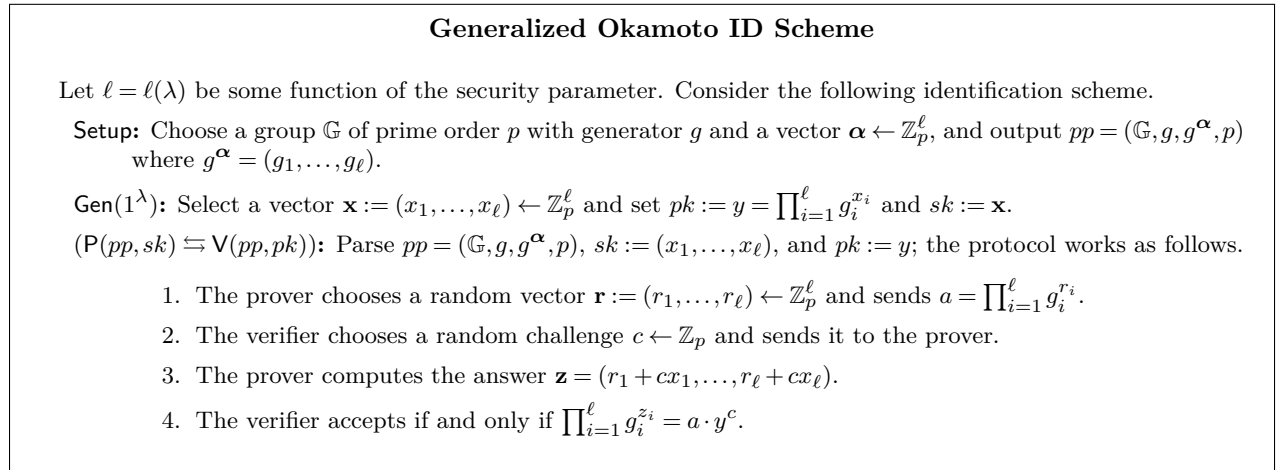 Generalized Okamoto ID Scheme
Let ℓ = ℓ(λ) be some function of the security parameter. Consider the following identification scheme.
Setup: Choose a group 𝔾 of prime order p with generator g and a vector 𝜶 ← ℤ_p^ℓ, and output pp = (𝔾, g, g^𝜶, p)
where g^𝜶 = (g_1, …, g_ℓ).
Gen(1^λ): Select a vector 𝐱 := (x_1, …, x_ℓ) ← ℤ_p^ℓ and set pk := y = ∏_{i=1}^ℓ g_i^{x_i} and sk := 𝐱.
(P(pp, sk) ⇆ V(pp, pk)): Parse pp = (𝔾, g, g^𝜶, p), sk := (x_1, …, x_ℓ), and pk := y; the protocol works as follows.
1. The prover chooses a random vector 𝐫 := (r_1, …, r_ℓ) ← ℤ_p^ℓ and sends a = ∏_{i=1}^ℓ g_i^{r_i}.
2. The verifier chooses a random challenge c ← ℤ_p and sends it to the prover.
3. The prover computes the answer 𝐳 = (r_1 + cx_1, …, r_ℓ + cx_ℓ).
4. The verifier accepts if and only if ∏_{i=1}^ℓ g_i^{z_i} = a · y^c.